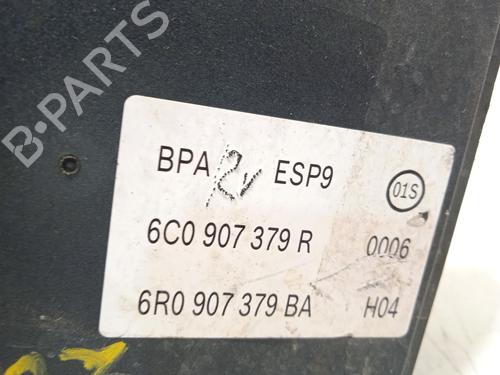 B-PARTS
BPA ESP9 01S
6C0 907 379 R 0006
6R0 907 379 BA H04